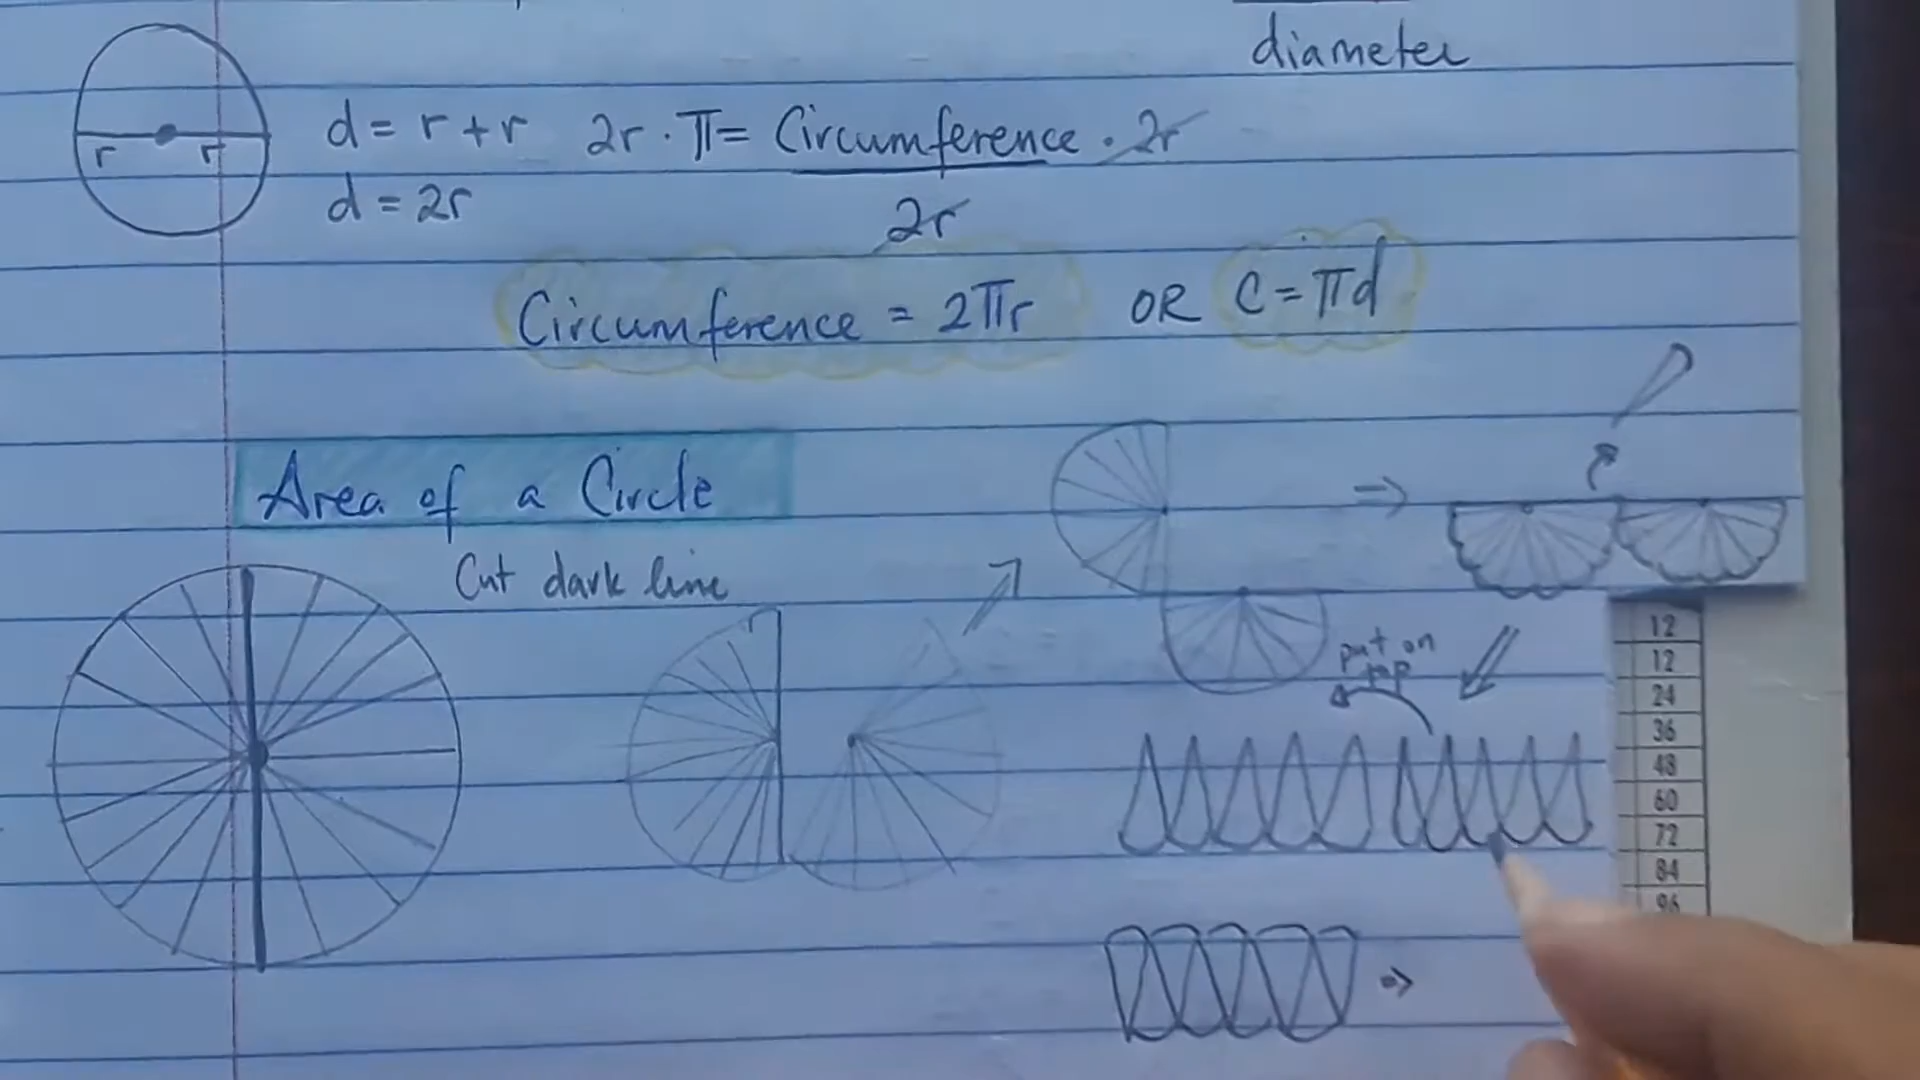 diameter
d = r + r 2r · π = Circumference · 2r
r r
d = 2r
2r
Circumference = 2πr OR C = πd
Area of a Circle
Cut dark line
=>
put on
top
12
12
24
36
48
60
72
84
96
=>